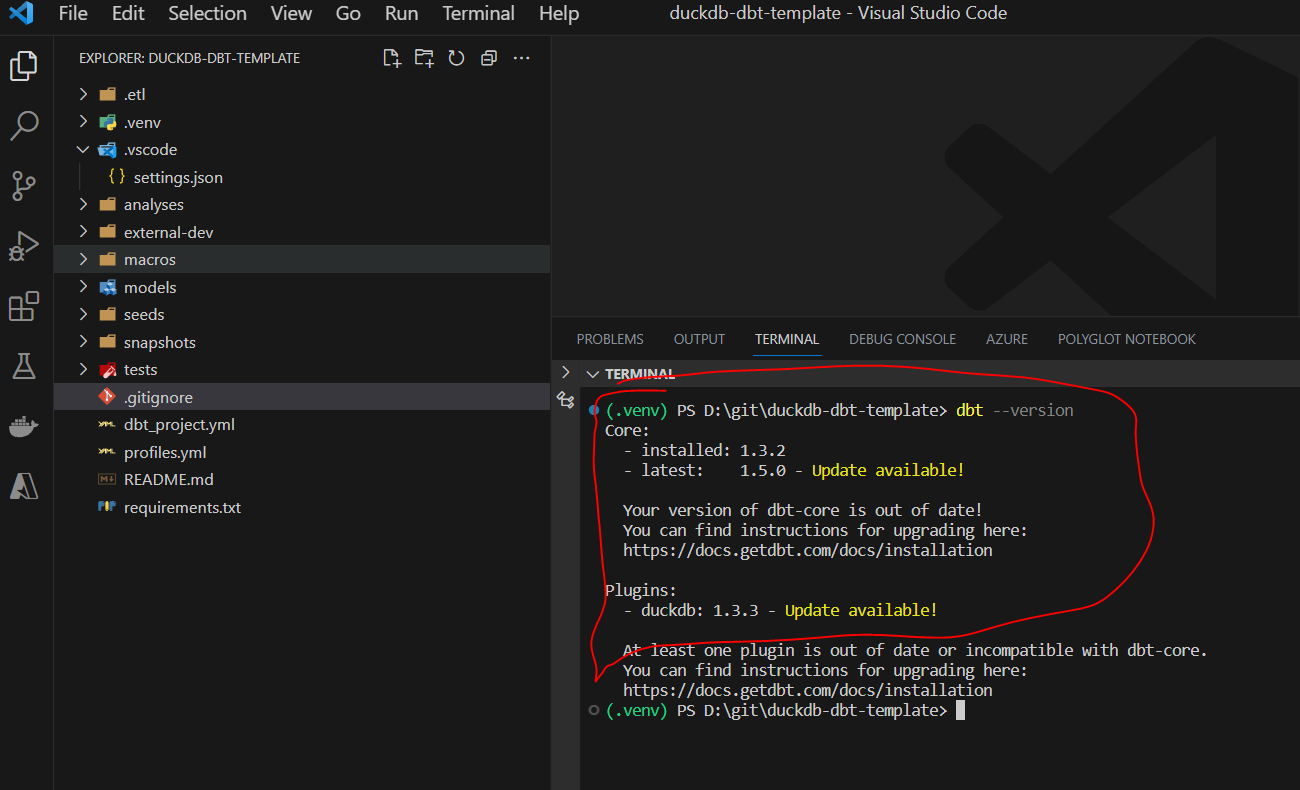 File Edit Selection View Go Run Terminal Help
duckdb-dbt-template - Visual Studio Code
EXPLORER: DUCKDB-DBT-TEMPLATE
.etl
.venv
.vscode
{ } settings.json
analyses
external-dev
macros
models
seeds
snapshots
tests
.gitignore
dbt_project.yml
profiles.yml
README.md
requirements.txt
PROBLEMS OUTPUT TERMINAL DEBUG CONSOLE AZURE POLYGLOT NOTEBOOK
TERMINAL
(.venv) PS D:\git\duckdb-dbt-template> dbt --version
Core:
- installed: 1.3.2
- latest: 1.5.0 - Update available!
Your version of dbt-core is out of date!
You can find instructions for upgrading here:
https://docs.getdbt.com/docs/installation
Plugins:
- duckdb: 1.3.3 - Update available!
At least one plugin is out of date or incompatible with dbt-core.
You can find instructions for upgrading here:
https://docs.getdbt.com/docs/installation
(.venv) PS D:\git\duckdb-dbt-template>